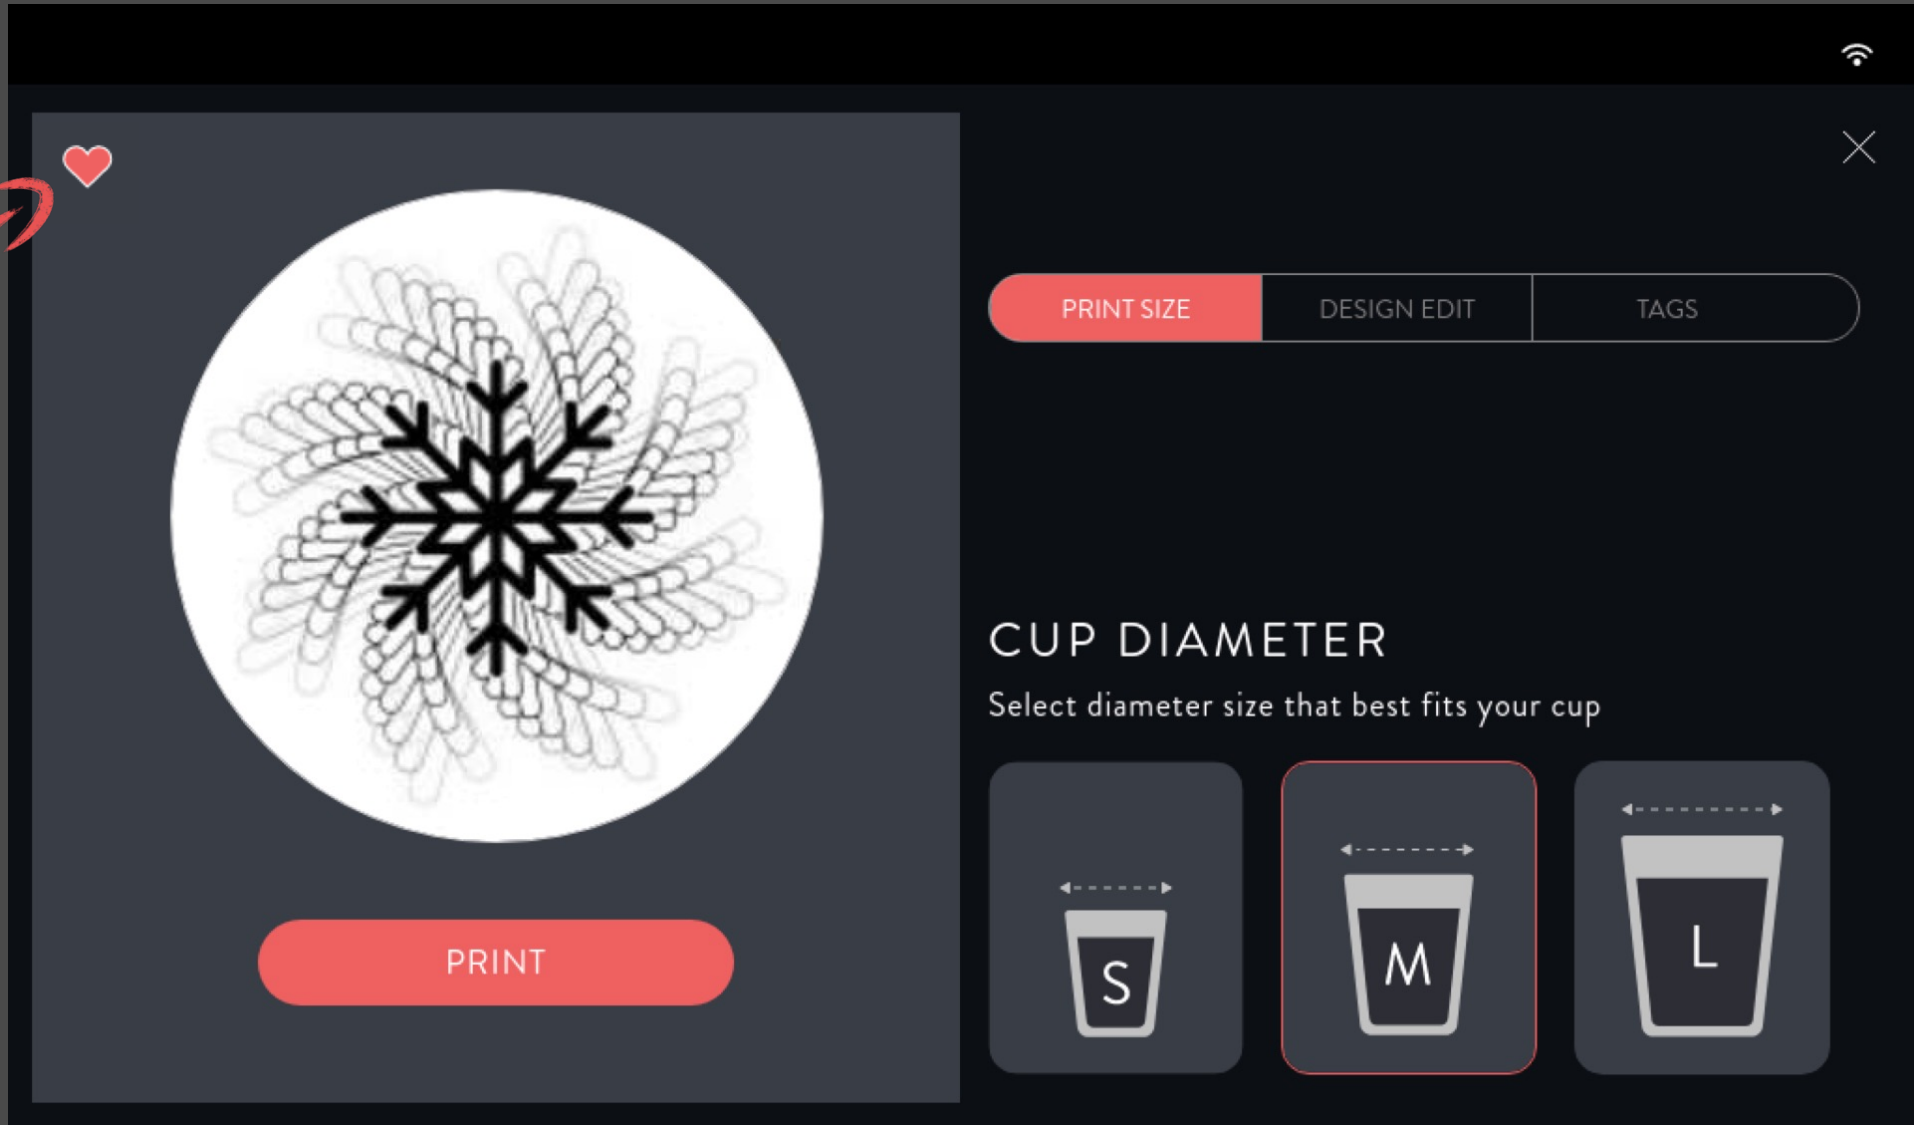 PRINT SIZE
DESIGN EDIT
TAGS
CUP DIAMETER
Select diameter size that best fits your cup
S
M
L
PRINT